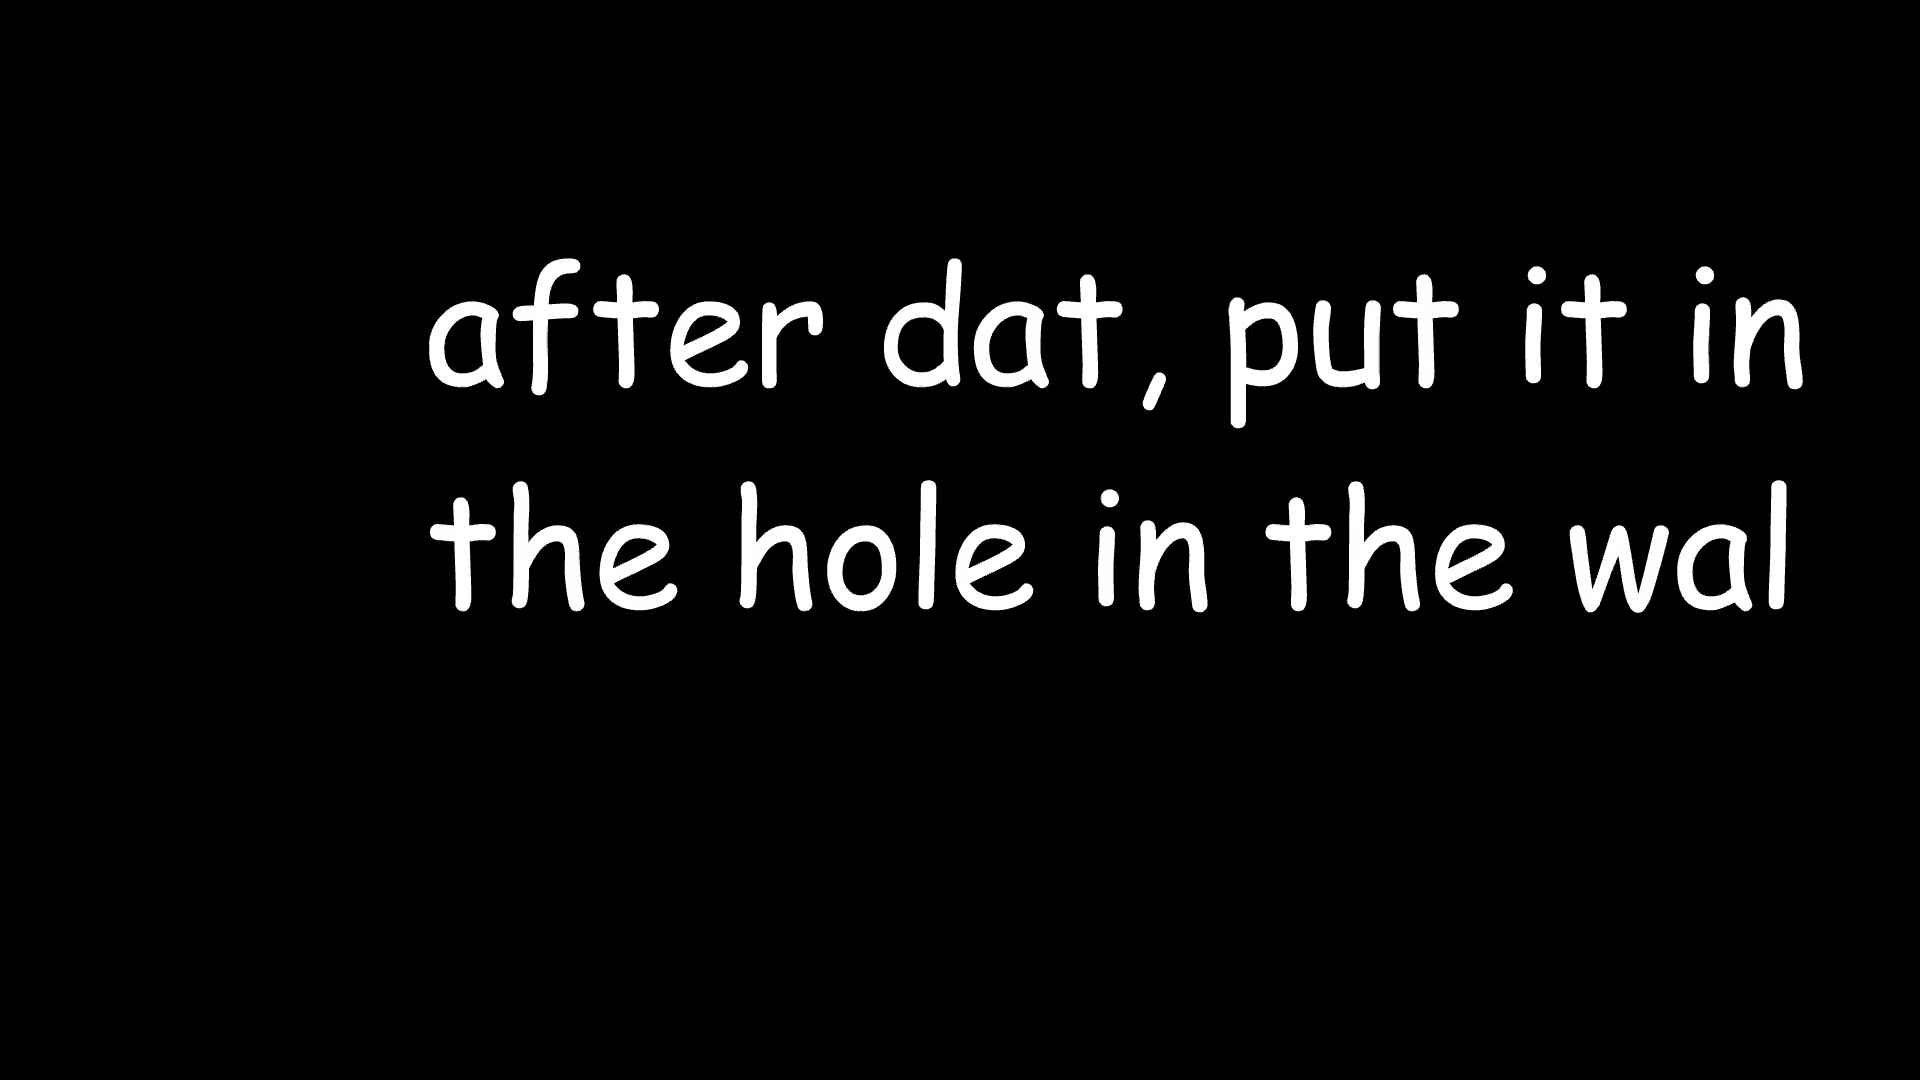 after dat, put it in
the hole in the wal